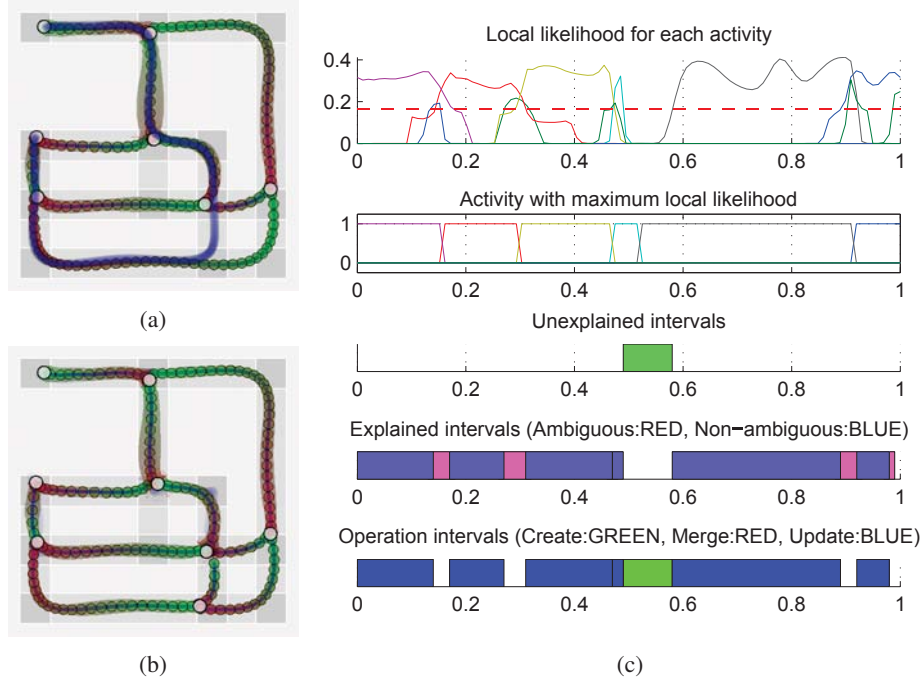 Local likelihood for each activity
0.4
0.2
0
0 0.2 0.4 0.6 0.8 1
Activity with maximum local likelihood
1
0
0 0.2 0.4 0.6 0.8 1
Unexplained intervals
0 0.2 0.4 0.6 0.8 1
Explained intervals (Ambiguous:RED, Non−ambiguous:BLUE)
0 0.2 0.4 0.6 0.8 1
Operation intervals (Create:GREEN, Merge:RED, Update:BLUE)
0 0.2 0.4 0.6 0.8 1
(a)
(b)
(c)